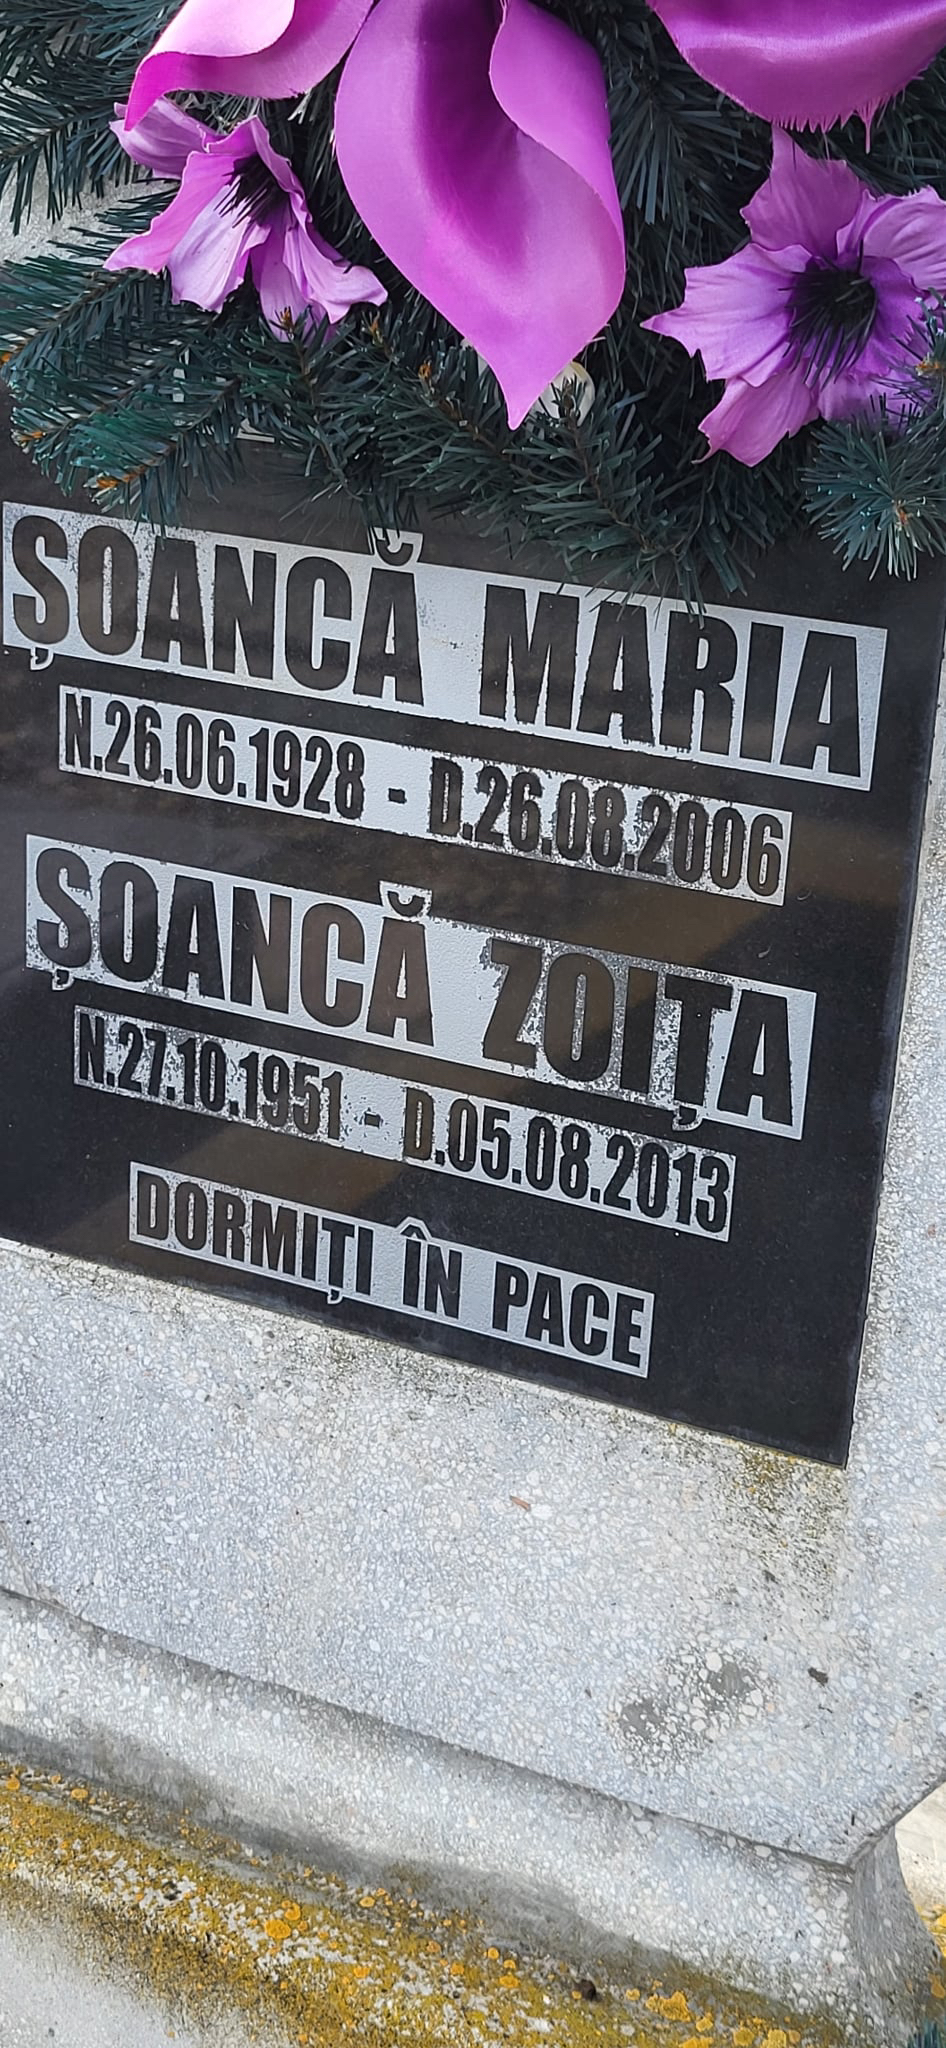 ȘOANCĂ MARIA
N.26.06.1928 - D.26.08.2006
ȘOANCĂ ZOIȚA
N.27.10.1951 - D.05.08.2013
DORMIȚI ÎN PACE